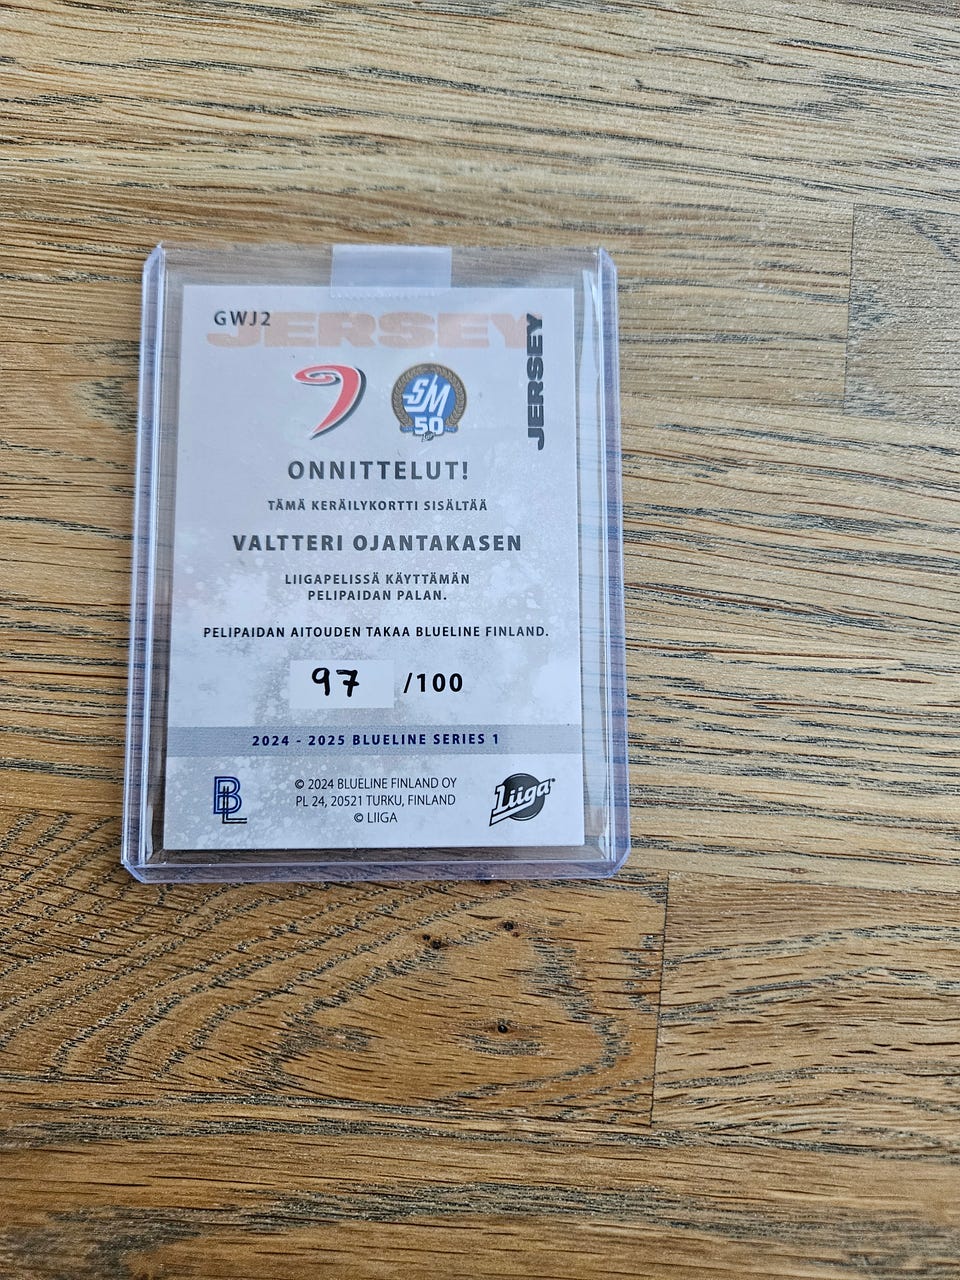 GWJ2
JERSEY
JERSEY
SM
50
ONNITTELUT!
TÄMÄ KERÄILYKORTTI SISÄLTÄÄ
VALTTERI OJANTAKASEN
LIIGAPELISSÄ KÄYTTÄMÄN
PELIPAIDAN PALAN.
PELIPAIDAN AITOUDEN TAKAA BLUELINE FINLAND.
97 /100
2024 - 2025 BLUELINE SERIES 1
BL
© 2024 BLUELINE FINLAND OY
PL 24, 20521 TURKU, FINLAND
© LIIGA
Liiga